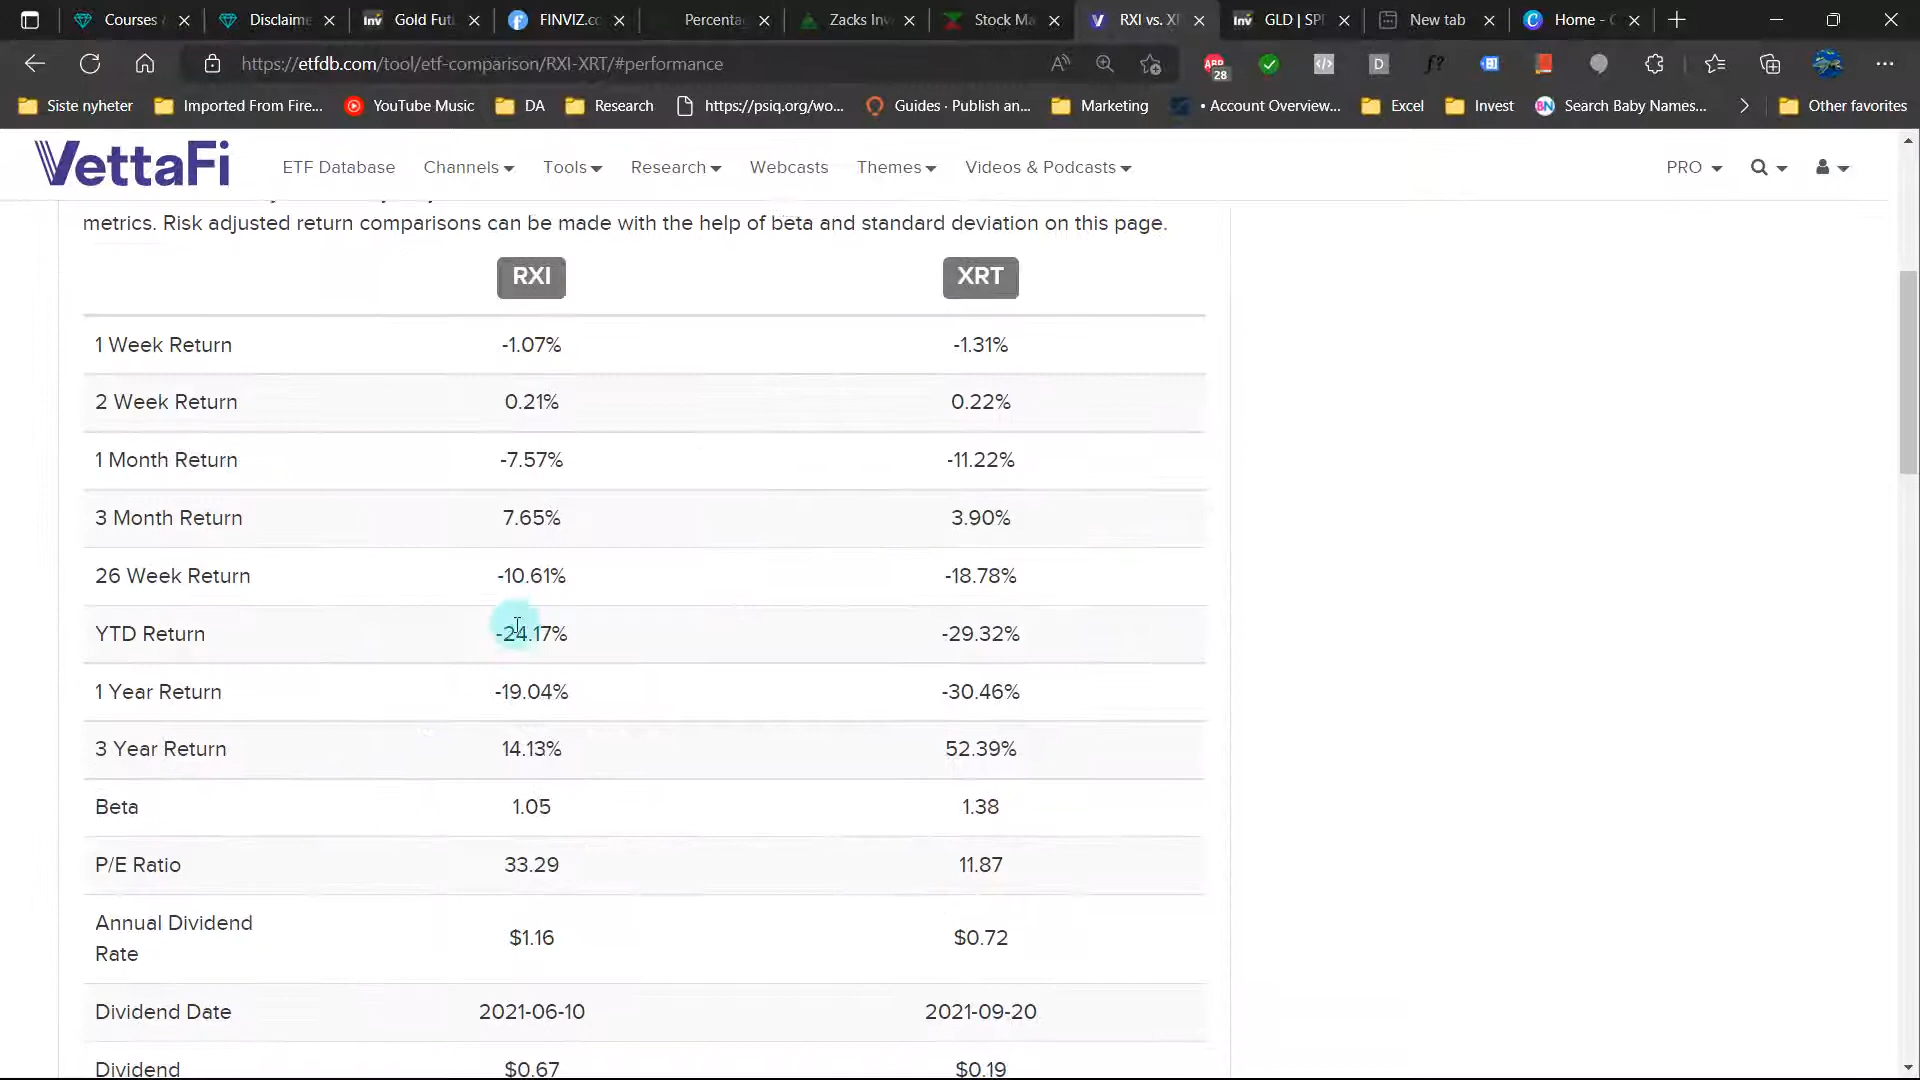 Courses
Disclaime
Gold Fut
FINVIZ.co
Percenta
Zacks Inv
Stock Ma
RXI vs. X
GLD | SP
New tab
Home -
https://etfdb.com/tool/etf-comparison/RXI-XRT/#performance
28
Siste nyheter
Imported From Fire...
YouTube Music
DA
Research
https://psiq.org/wo...
Guides · Publish an...
Marketing
• Account Overview...
Excel
Invest
Search Baby Names...
Other favorites
VettaFi
ETF Database
Channels
Tools
Research
Webcasts
Themes
Videos & Podcasts
PRO
metrics. Risk adjusted return comparisons can be made with the help of beta and standard deviation on this page.
RXI XRT
1 Week Return -1.07% -1.31%
2 Week Return 0.21% 0.22%
1 Month Return -7.57% -11.22%
3 Month Return 7.65% 3.90%
26 Week Return -10.61% -18.78%
YTD Return -24.17% -29.32%
1 Year Return -19.04% -30.46%
3 Year Return 14.13% 52.39%
Beta 1.05 1.38
P/E Ratio 33.29 11.87
Annual Dividend
Rate $1.16 $0.72
Dividend Date 2021-06-10 2021-09-20
Dividend $0.67 $0.19